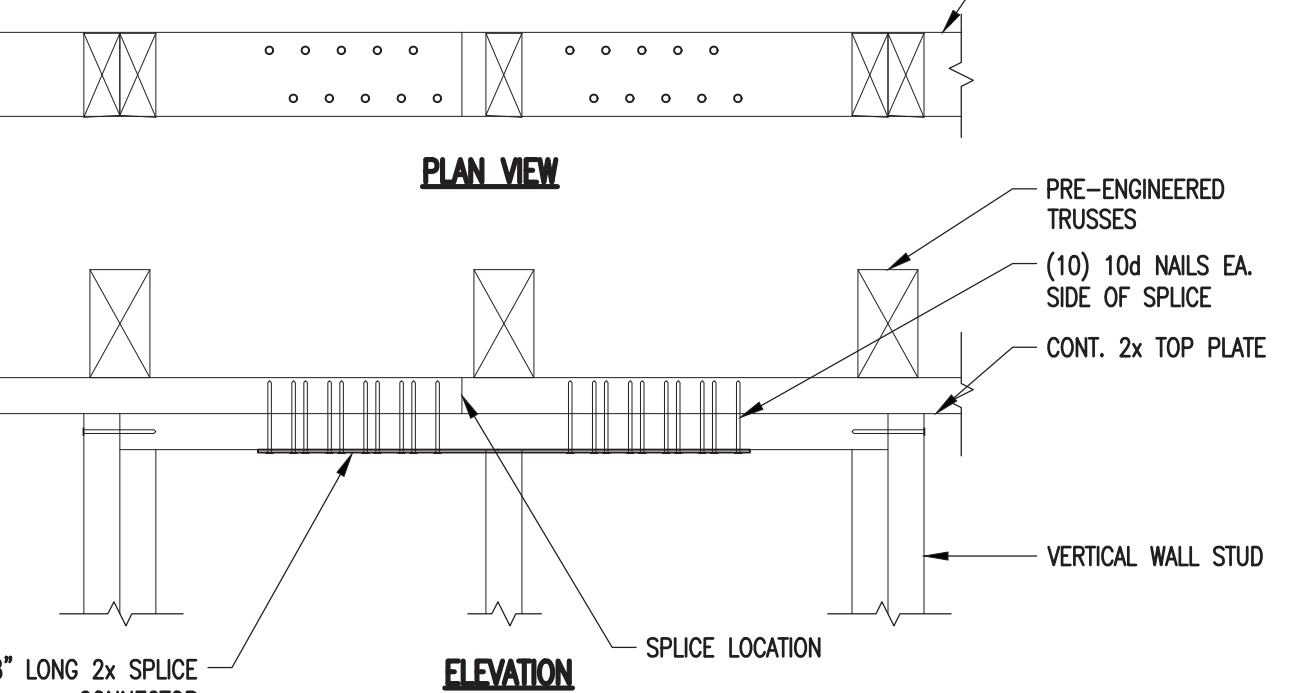 PLAN VIEW
PRE-ENGINEERED
TRUSSES
(10) 10d NAILS EA.
SIDE OF SPLICE
CONT. 2x TOP PLATE
VERTICAL WALL STUD
SPLICE LOCATION
" LONG 2x SPLICE
CONNECTOR
ELEVATION